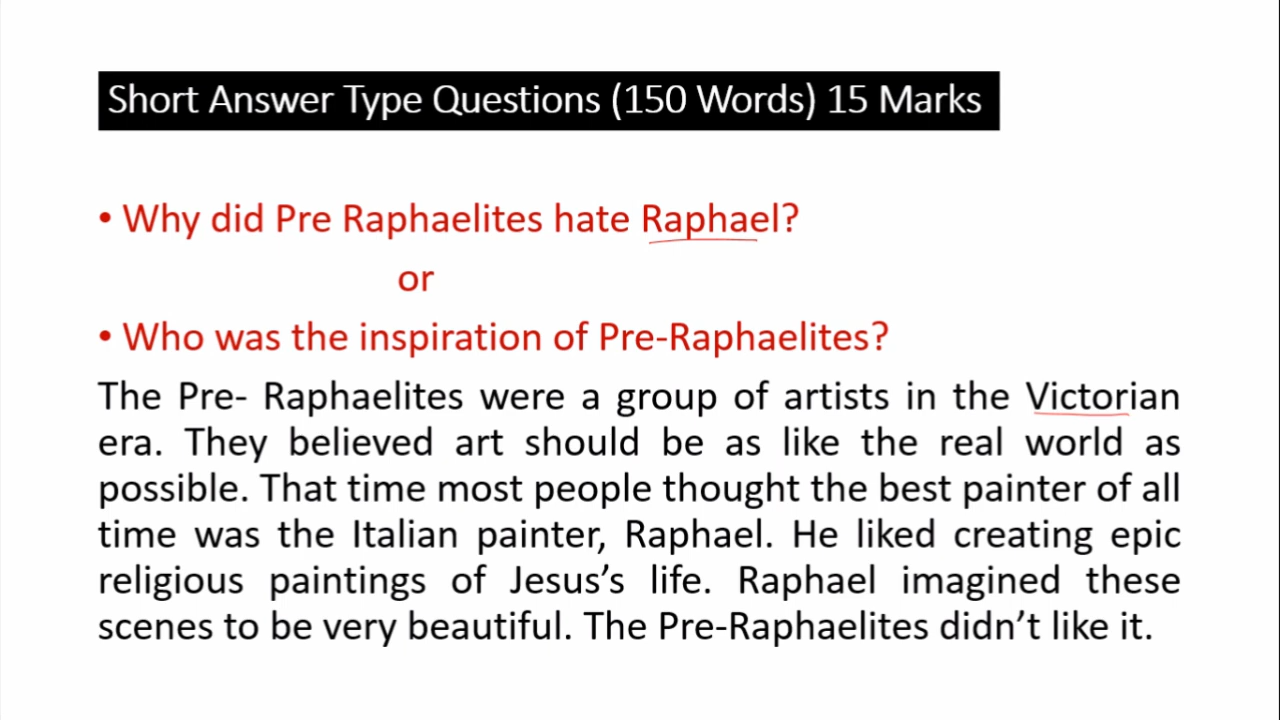 Short Answer Type Questions (150 Words) 15 Marks
• Why did Pre Raphaelites hate Raphael?
or
• Who was the inspiration of Pre-Raphaelites?
The Pre- Raphaelites were a group of artists in the Victorian
era. They believed art should be as like the real world as
possible. That time most people thought the best painter of all
time was the Italian painter, Raphael. He liked creating epic
religious paintings of Jesus’s life. Raphael imagined these
scenes to be very beautiful. The Pre-Raphaelites didn’t like it.